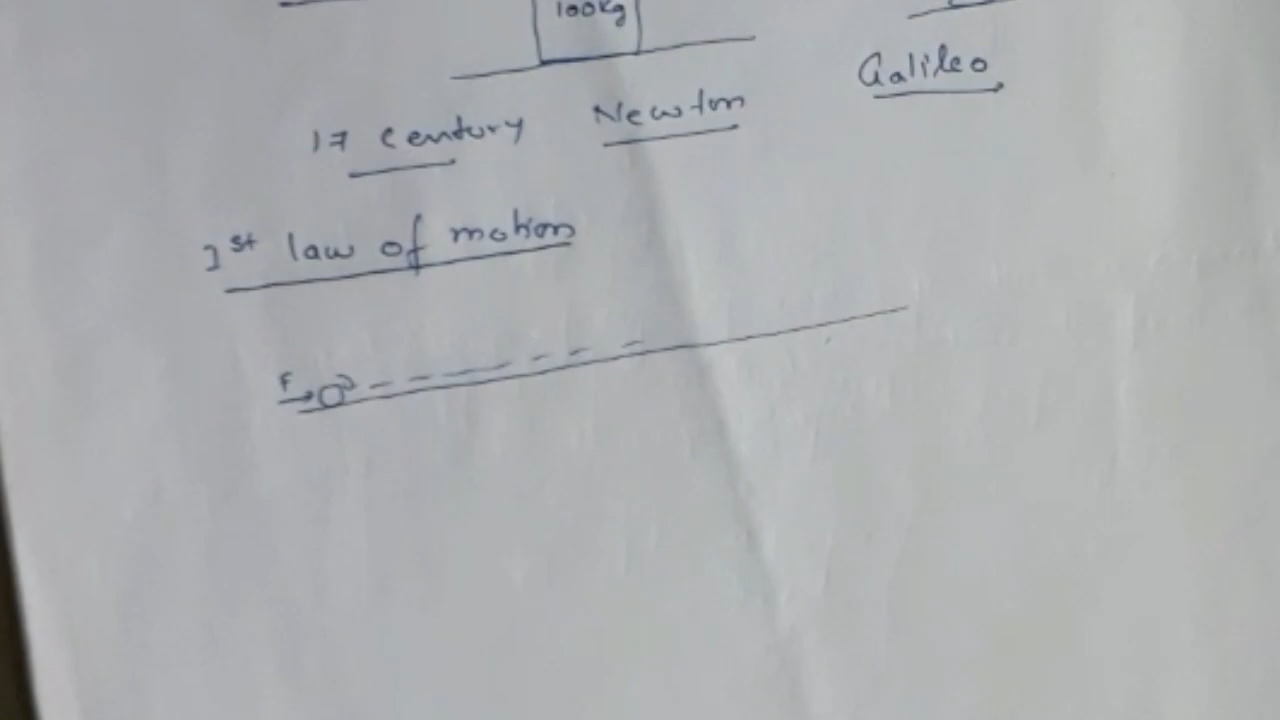 100kg
Galileo
17 century Newton
1st law of motion
F